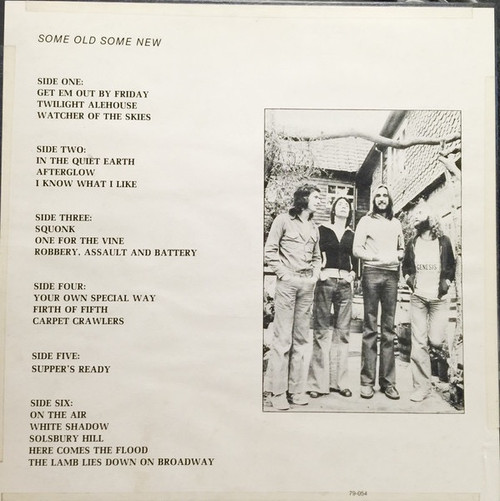 SOME OLD SOME NEW
SIDE ONE:
GET EM OUT BY FRIDAY
TWILIGHT ALEHOUSE
WATCHER OF THE SKIES
SIDE TWO:
IN THE QUIET EARTH
AFTERGLOW
I KNOW WHAT I LIKE
SIDE THREE:
SQUONK
ONE FOR THE VINE
ROBBERY. ASSAULT AND BATTERY
SIDE FOUR:
YOUR OWN SPECIAL WAY
FIRTH OF FIFTH
CARPET CRAWLERS
SIDE FIVE:
SUPPER'S READY
SIDE SIX:
ON THE AIR
WHITE SHADOW
SOLSBURY HILL
HERE COMES THE FLOOD
THE LAMB LIES DOWN ON BROADWAY
GENESIS
79-054